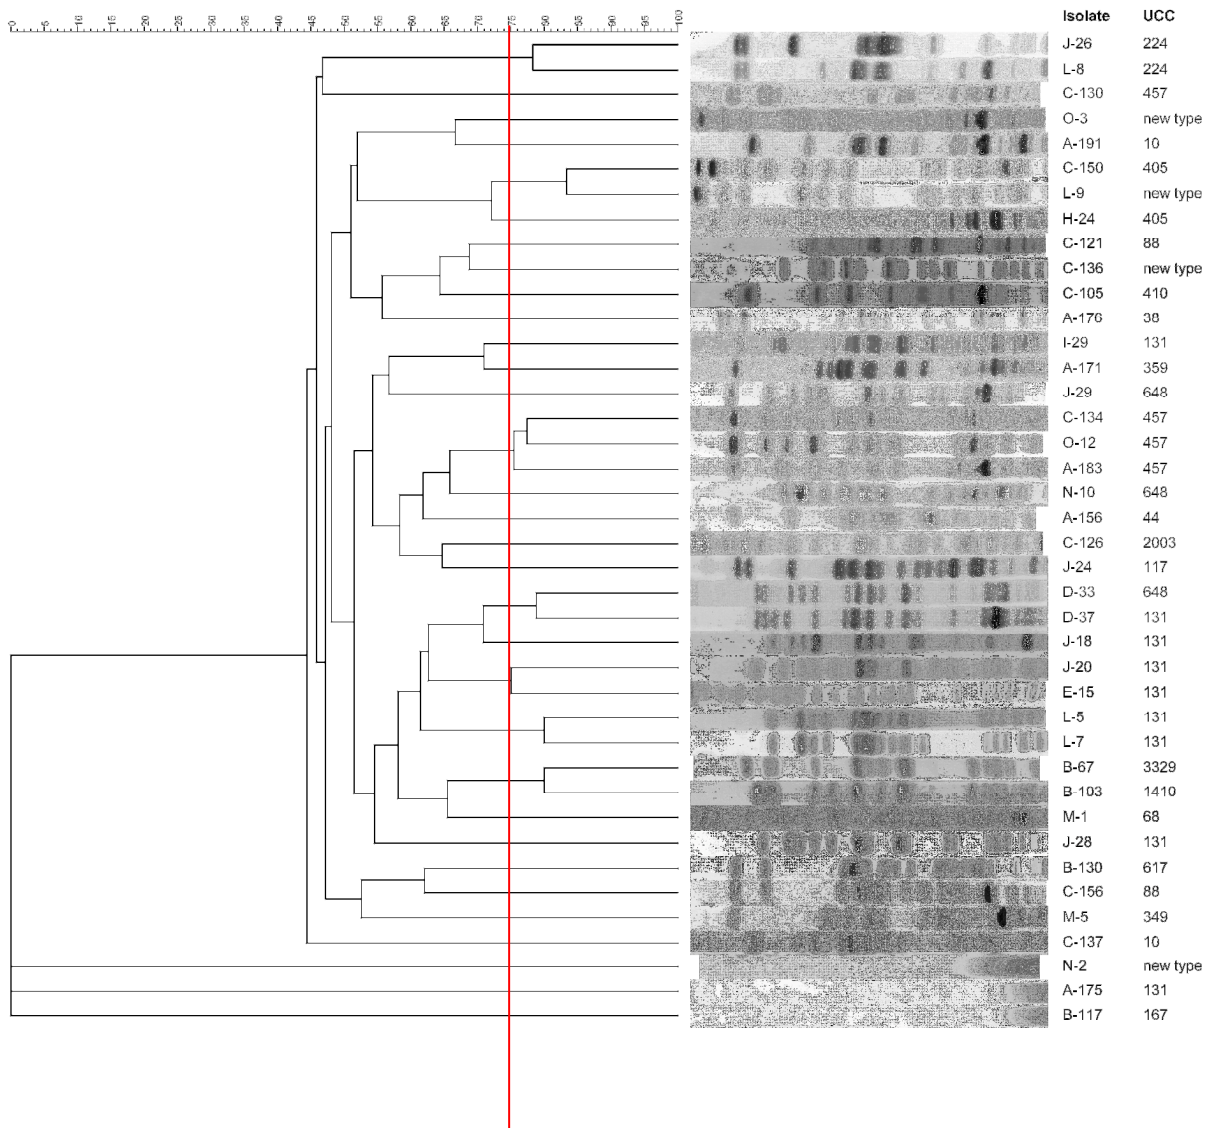 0 5 10 15 20 25 30 35 40 45 50 55 60 65 70 75 80 85 90 95 100
Isolate UCC
J-26 224
L-8 224
C-130 457
O-3 new type
A-191 10
C-150 405
L-9 new type
H-24 405
C-121 88
C-136 new type
C-105 410
A-176 38
I-29 131
A-171 359
J-29 648
C-134 457
O-12 457
A-183 457
N-10 648
A-156 44
C-126 2003
J-24 117
D-33 648
D-37 131
J-18 131
J-20 131
E-15 131
L-5 131
L-7 131
B-67 3329
B-103 1410
M-1 68
J-28 131
B-130 617
C-156 88
M-5 349
C-137 10
N-2 new type
A-175 131
B-117 167